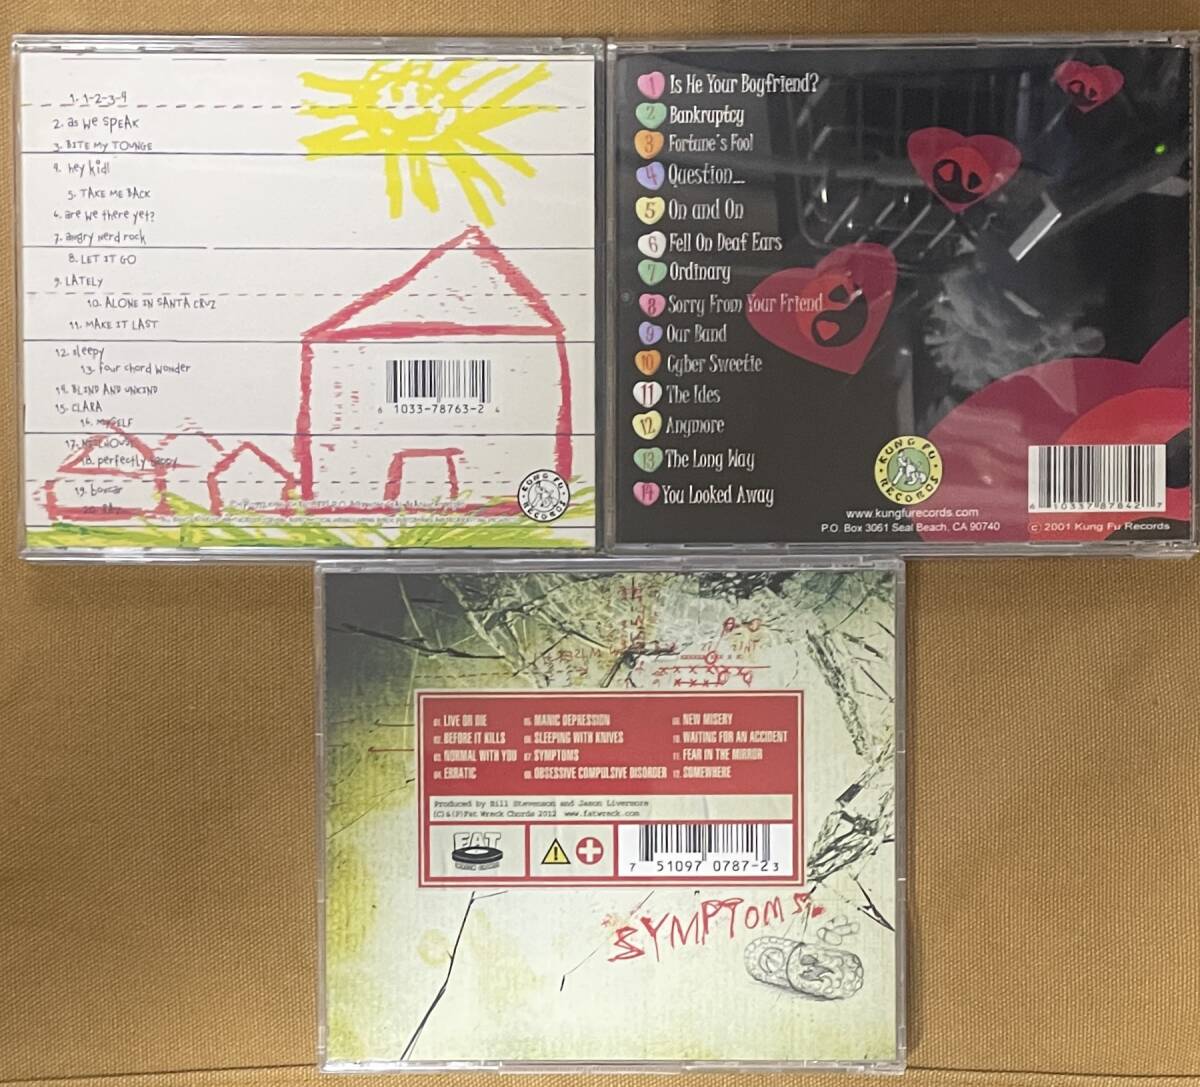 1. 1-2-3-4
2. as we SPEAK
3. BITE MY TOUNGE
4. hey kid!
5. TAKE ME BACK
6. are we there yet?
7. angry nerd rock
8. LET IT GO
9. LATELY
10. ALONE IN SANTA CRUZ
11. MAKE IT LAST
12. sleepy
13. four chord wonder
14. BLIND AND UNKIND
15. CLARA
16. MYSELF
17.
18. perfectly
19.
6 1033-78763-2 4
KUNG FU RECORDS
1 Is He Your Boyfriend?
2 Bankruptcy
3 Fortune's Fool
4 Question...
5 On and On
6 Fell On Deaf Ears
7 Ordinary
8 Sorry From Your Friend
9 Our Band
10 Cyber Sweetie
11 The Ides
12 Anymore
13 The Long Way
14 You Looked Away
KUNG FU RECORDS
www.kungfurecords.com
P.O. Box 3061 Seal Beach, CA 90740
6 10337 87842 7
© 2001 Kung Fu Records
01. LIVE OR DIE
02. BEFORE IT KILLS
03. NORMAL WITH YOU
04. ERRATIC
05. MANIC DEPRESSION
06. SLEEPING WITH KNIVES
07. SYMPTOMS
08. OBSESSIVE COMPULSIVE DISORDER
09. NEW MISERY
10. WAITING FOR AN ACCIDENT
11. FEAR IN THE MIRROR
12. SOMEWHERE
Produced by Bill Stevenson and Jason Livermore
(C)&(P)Fat Wreck Chords 2012 www.fatwreck.com
FAT
WRECK CHORDS
7 51097 0787-2 3
SYMPTOMS